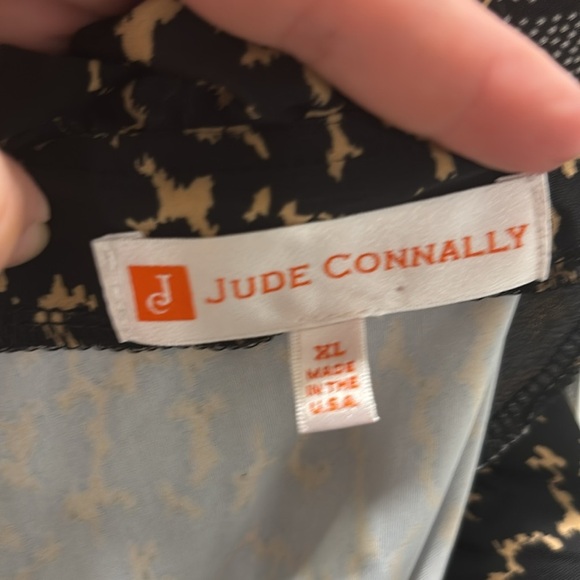 J JUDE CONNALLY
XL
MADE
IN THE
U.S.A.